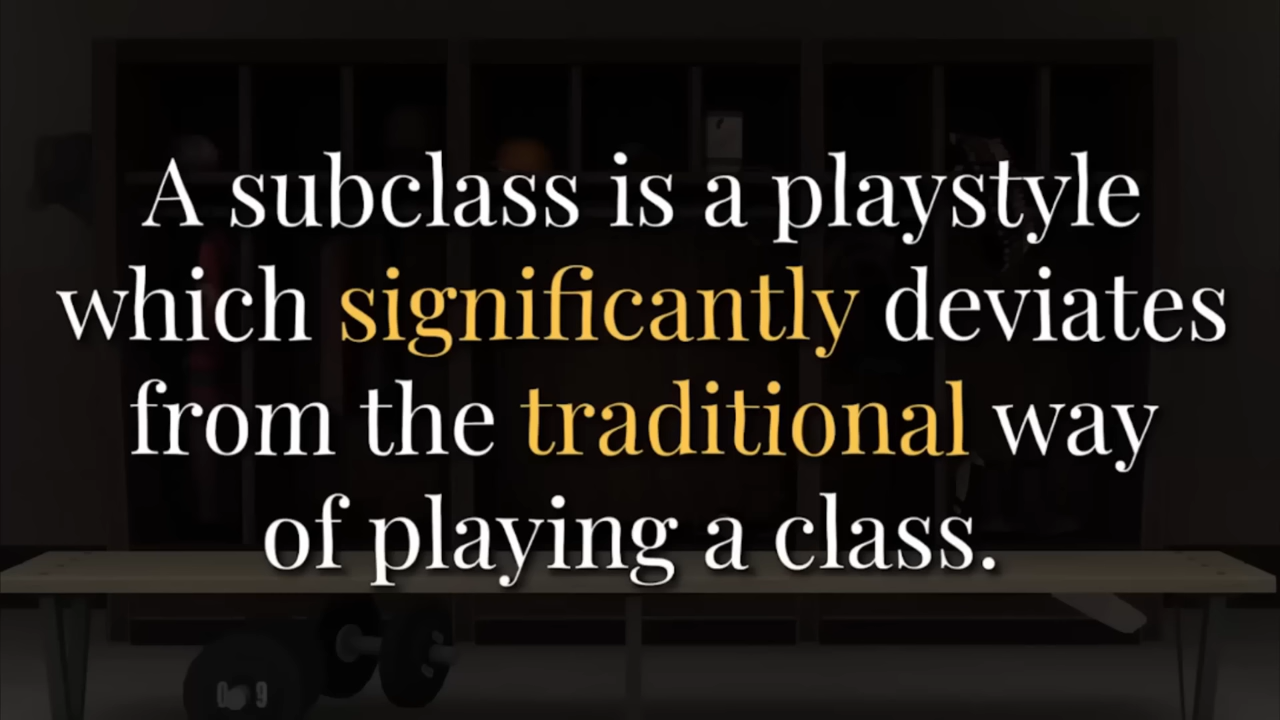 A subclass is a playstyle
which significantly deviates
from the traditional way
of playing a class.